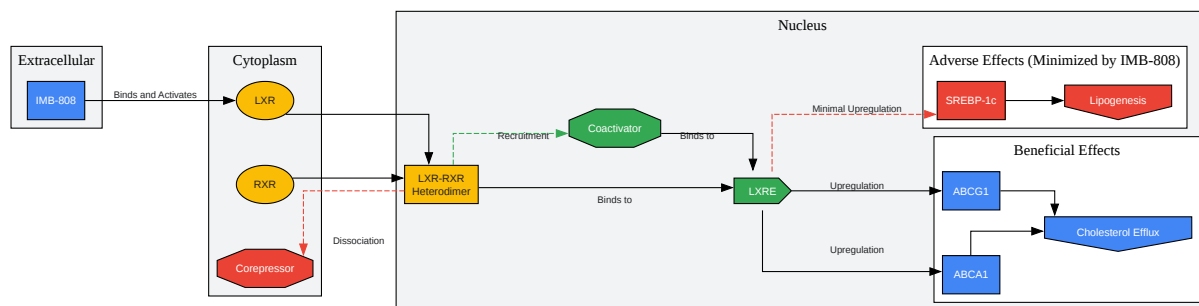 Nucleus
Extracellular
Cytoplasm
Adverse Effects (Minimized by IMB-808)
IMB-808
Binds and Activates
LXR
SREBP-1c
Lipogenesis
Minimal Upregulation
Recruitment
Coactivator
Binds to
Beneficial Effects
RXR
LXR-RXR
Heterodimer
Binds to
LXRE
Upregulation
ABCG1
Cholesterol Efflux
Dissociation
Upregulation
Corepressor
ABCA1